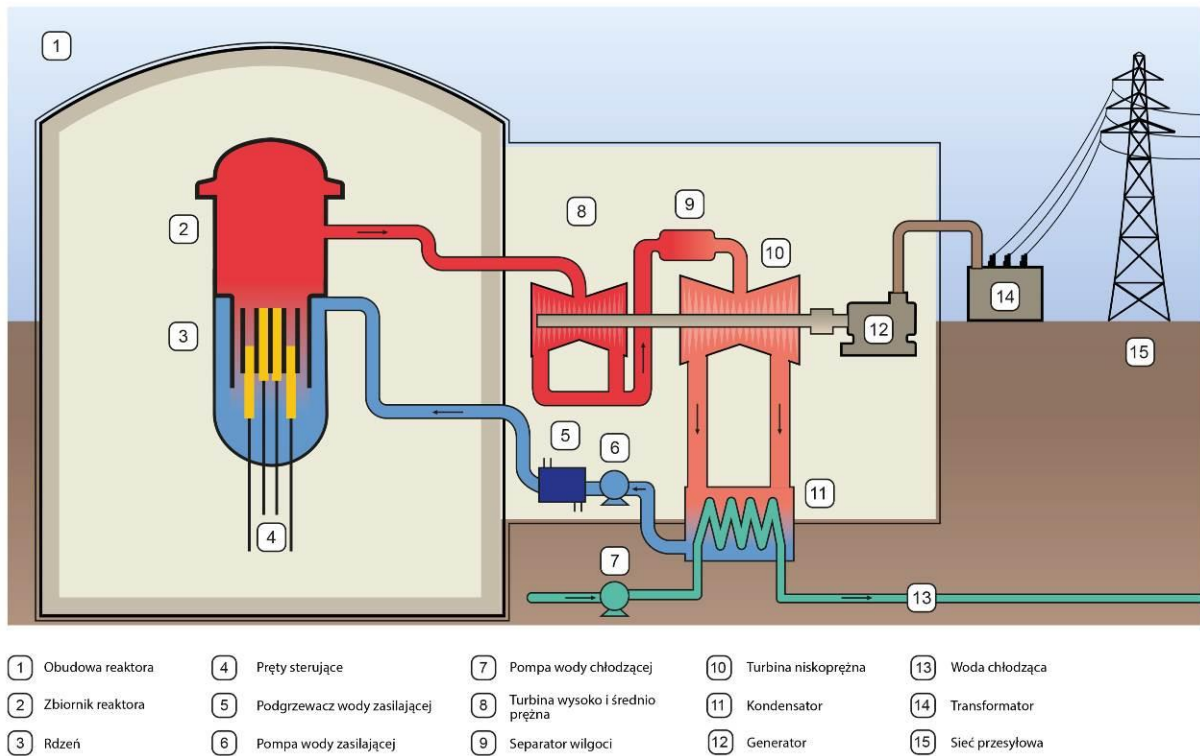 1
2
3
4
5
6
7
8
9
10
11
12
13
14
15
1 Obudowa reaktora
2 Zbiornik reaktora
3 Rdzeń
4 Pręty sterujące
5 Podgrzewacz wody zasilającej
6 Pompa wody zasilającej
7 Pompa wody chłodzącej
8 Turbina wysoko i średnio
prężna
9 Separator wilgoci
10 Turbina niskoprężna
11 Kondensator
12 Generator
13 Woda chłodząca
14 Transformator
15 Sieć przesyłowa